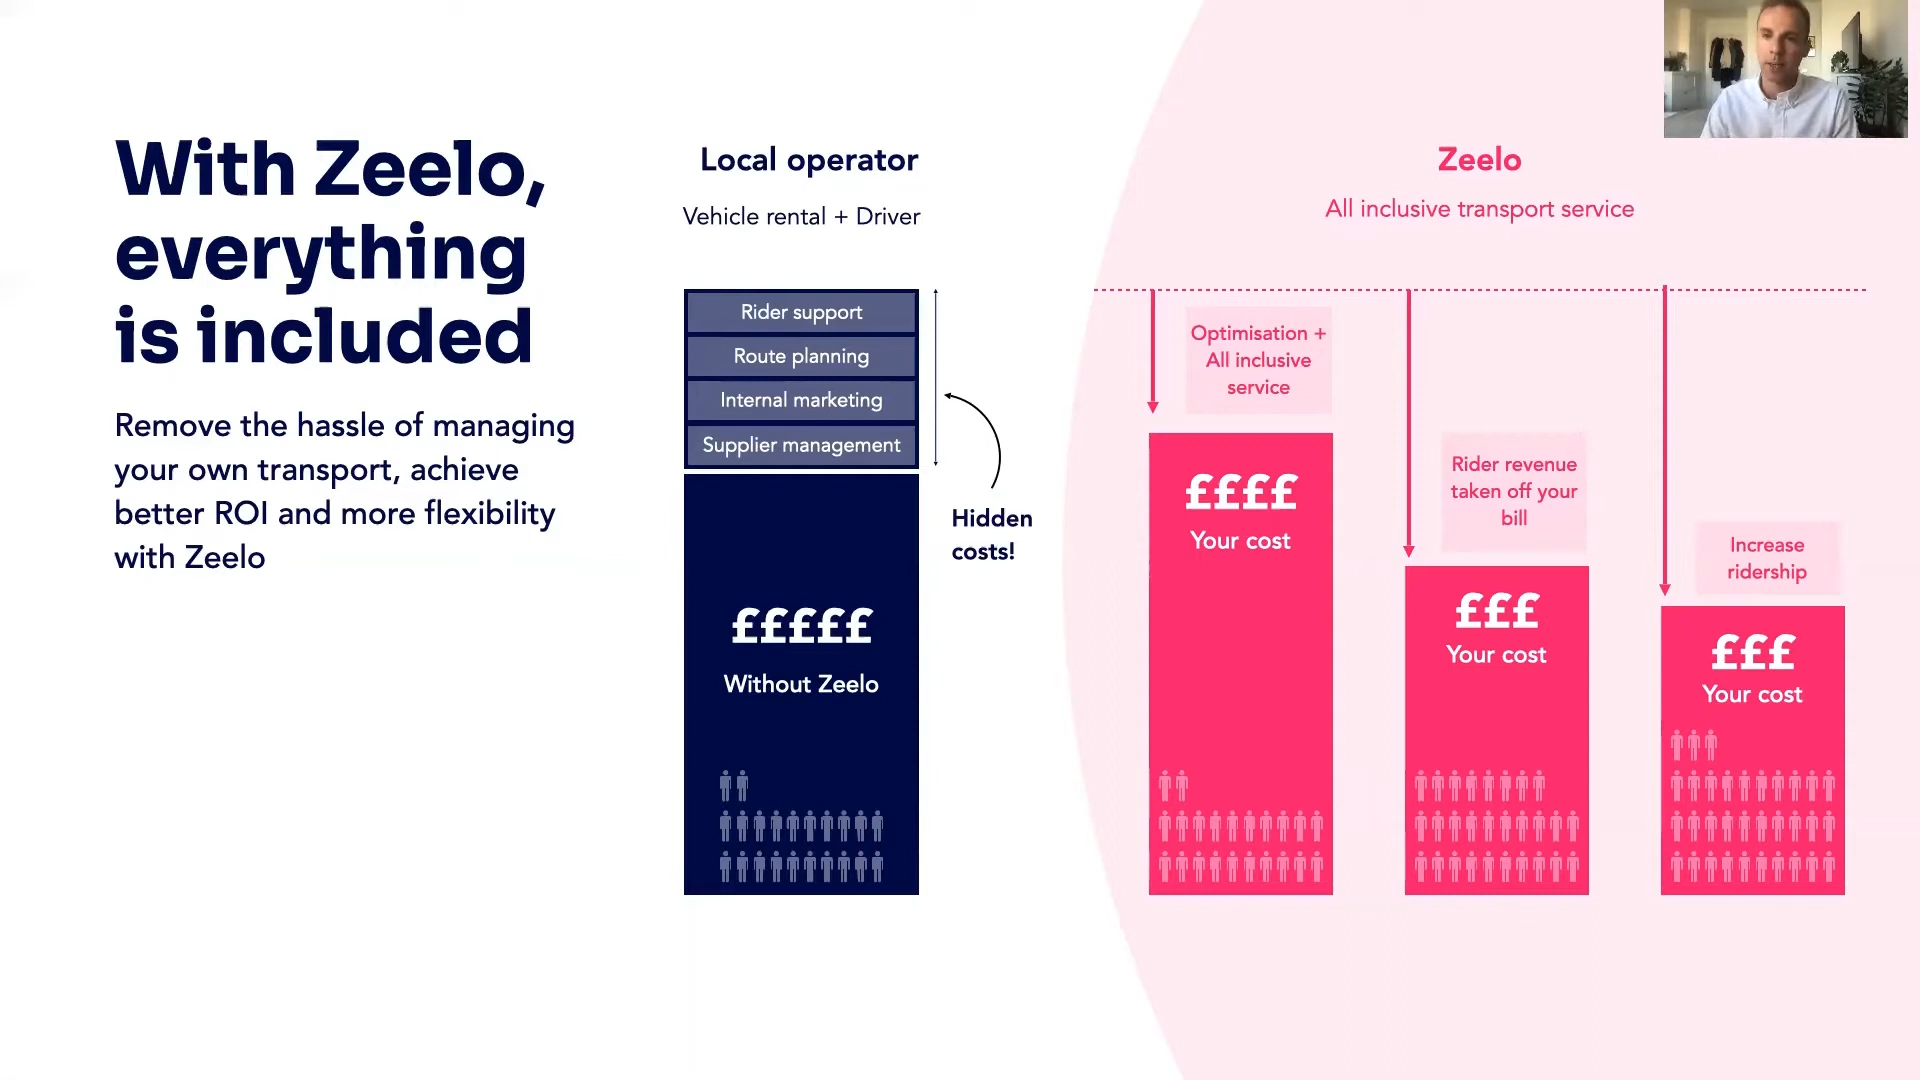 With Zeelo,
everything
is included
Remove the hassle of managing
your own transport, achieve
better ROI and more flexibility
with Zeelo
Local operator
Vehicle rental + Driver
Rider support
Route planning
Internal marketing
Supplier management
Hidden
costs!
£££££
Without Zeelo
Zeelo
All inclusive transport service
Optimisation +
All inclusive
service
££££
Your cost
Rider revenue
taken off your
bill
£££
Your cost
Increase
ridership
£££
Your cost